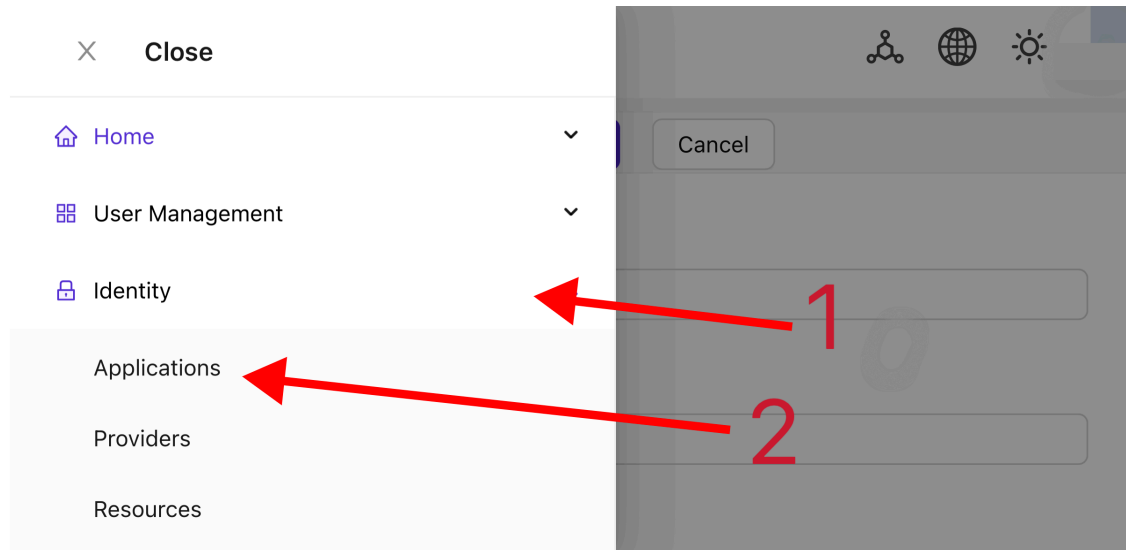 Close
Home
Cancel
User Management
Identity
1
Applications
2
Providers
Resources